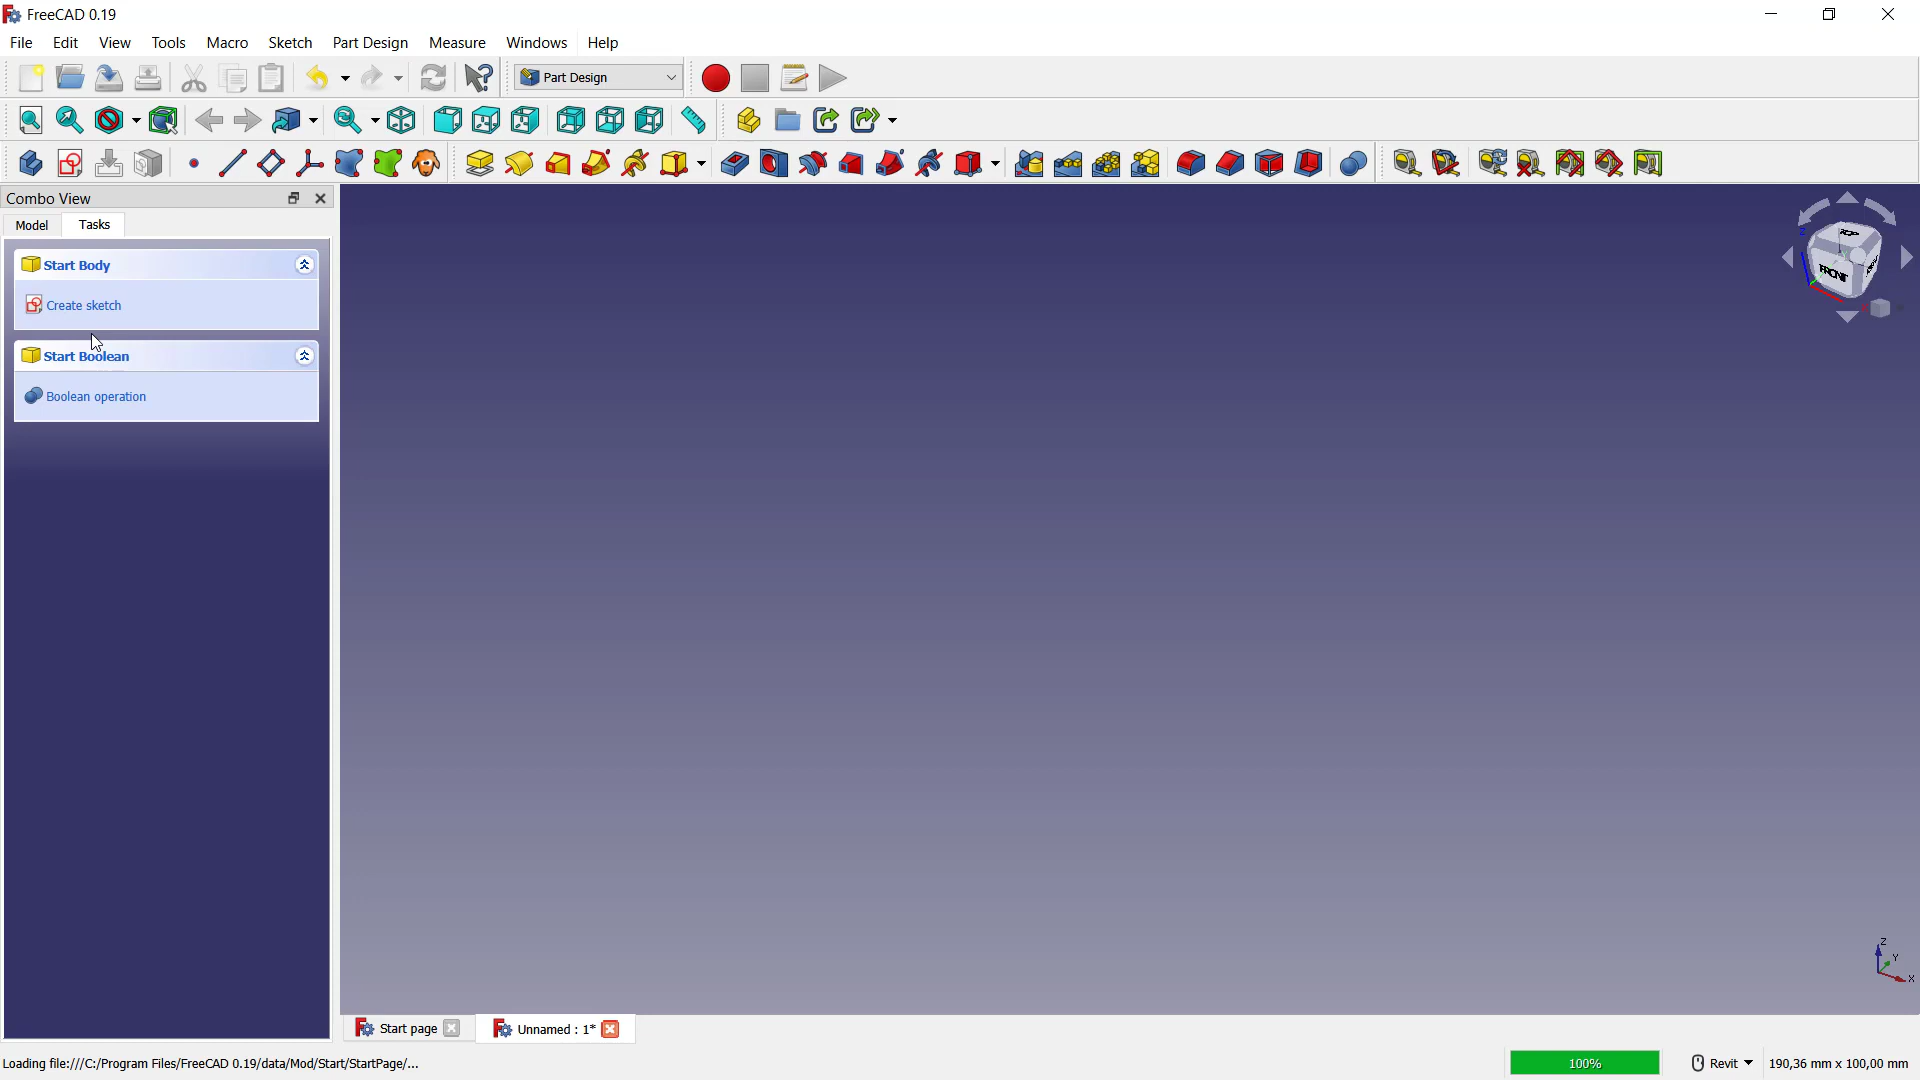 FreeCAD 0.19
File Edit View Tools Macro Sketch Part Design Measure Windows Help
Part Design
Combo View
Model Tasks
Start Body
Create sketch
Start Boolean
Boolean operation
TOP
FRONT
Z
Z
Y
X
Start page Unnamed : 1*
Loading file:///C:/Program Files/FreeCAD 0.19/data/Mod/Start/StartPage/... 100% Revit 190,36 mm x 100,00 mm